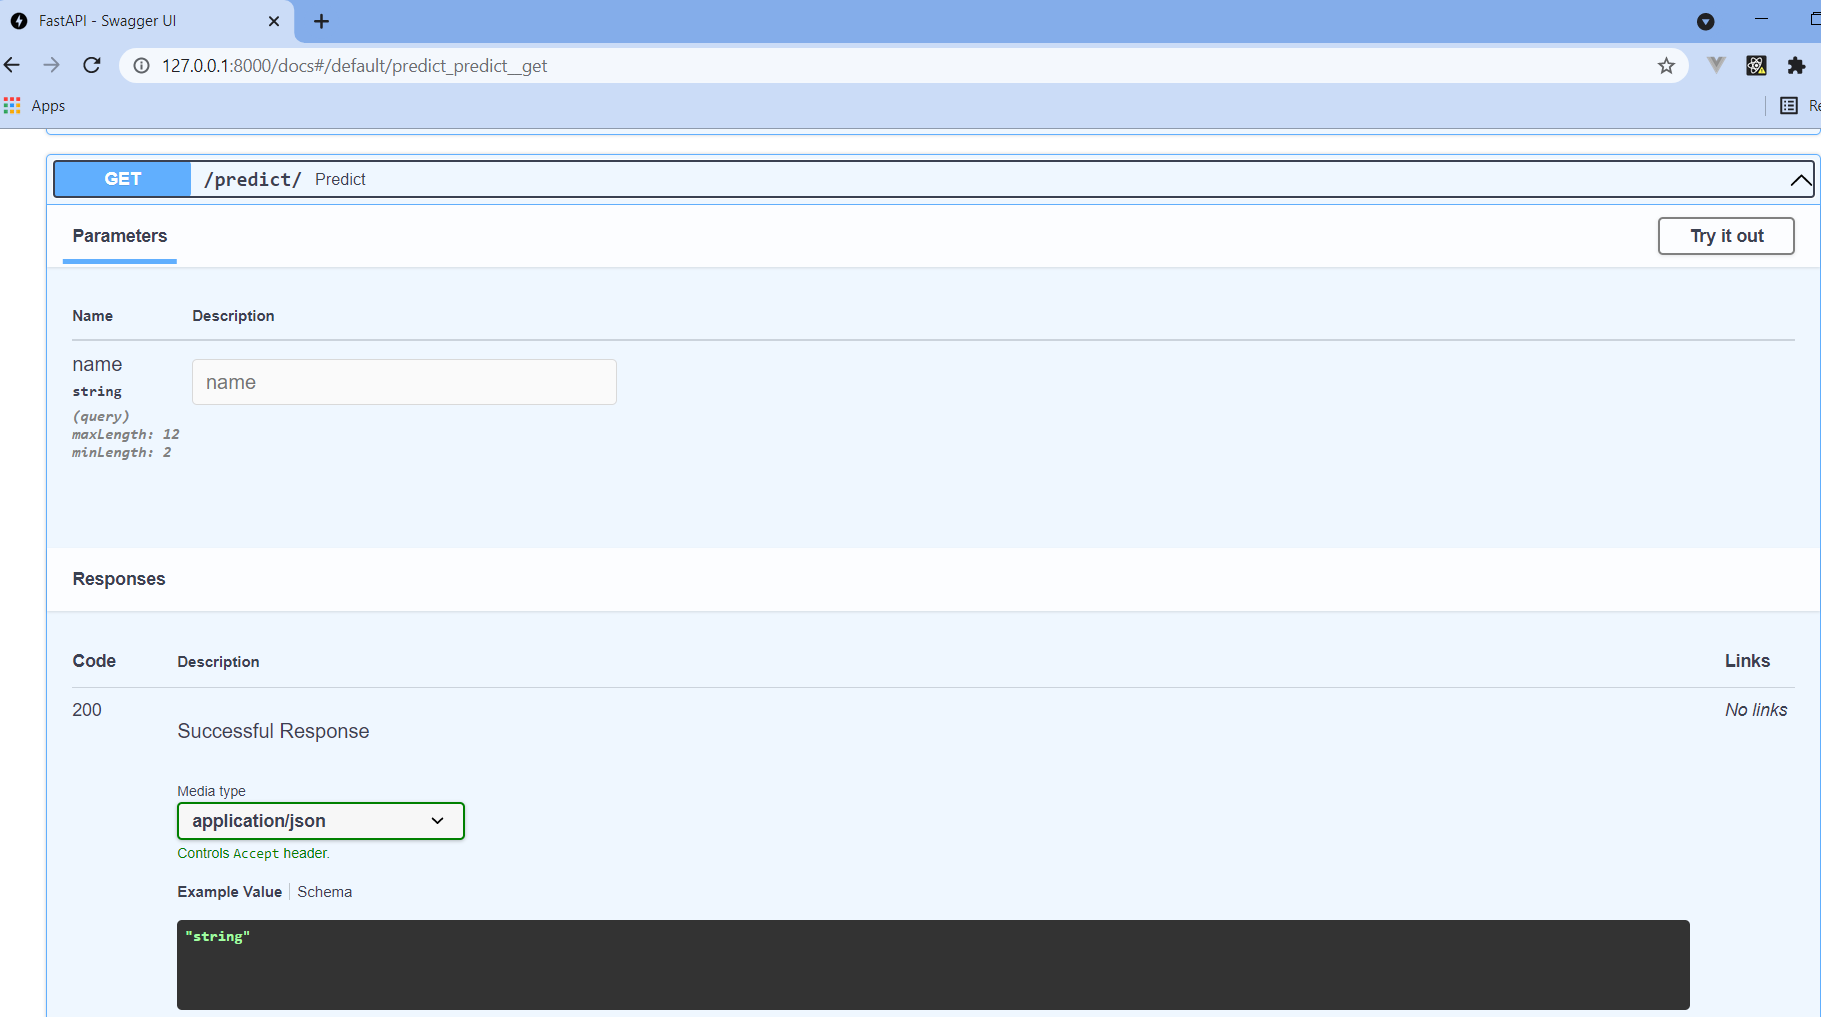 FastAPI - Swagger UI
127.0.0.1:8000/docs#/default/predict_predict__get
Apps
GET /predict/ Predict
Parameters
Try it out
Name Description
name
name
string
(query)
maxLength: 12
minLength: 2
Responses
Code Description Links
200 No links
Successful Response
Media type
application/json
Controls Accept header.
Example Value Schema
"string"